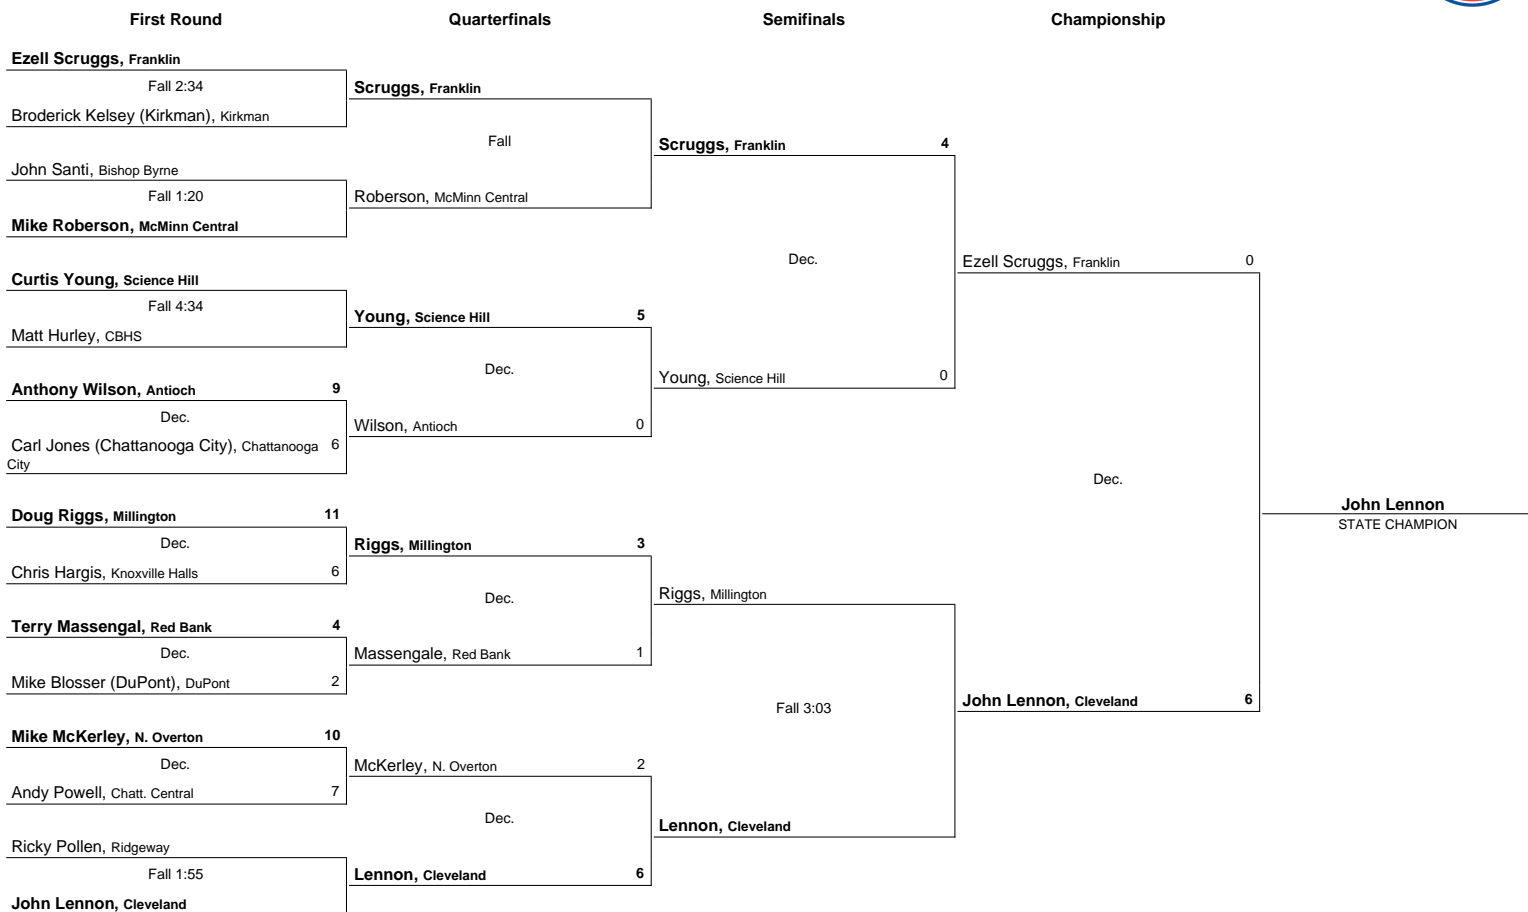 First Round Quarterfinals Semifinals Championship
Ezell Scruggs, Franklin
Fall 2:34
Broderick Kelsey (Kirkman), Kirkman
John Santi, Bishop Byrne
Fall 1:20
Mike Roberson, McMinn Central
Curtis Young, Science Hill
Fall 4:34
Matt Hurley, CBHS
Anthony Wilson, Antioch 9
Dec.
Carl Jones (Chattanooga City), Chattanooga 6
City
Doug Riggs, Millington 11
Dec.
Chris Hargis, Knoxville Halls 6
Terry Massengal, Red Bank 4
Dec.
Mike Blosser (DuPont), DuPont 2
Mike McKerley, N. Overton 10
Dec.
Andy Powell, Chatt. Central 7
Ricky Pollen, Ridgeway
Fall 1:55
John Lennon, Cleveland
Scruggs, Franklin
Fall
Roberson, McMinn Central
Young, Science Hill 5
Dec.
Wilson, Antioch 0
Riggs, Millington 3
Dec.
Massengale, Red Bank 1
McKerley, N. Overton 2
Dec.
Lennon, Cleveland 6
Scruggs, Franklin 4
Dec.
Young, Science Hill 0
Riggs, Millington
Fall 3:03
Lennon, Cleveland
Ezell Scruggs, Franklin 0
Dec.
John Lennon, Cleveland 6
John Lennon
STATE CHAMPION